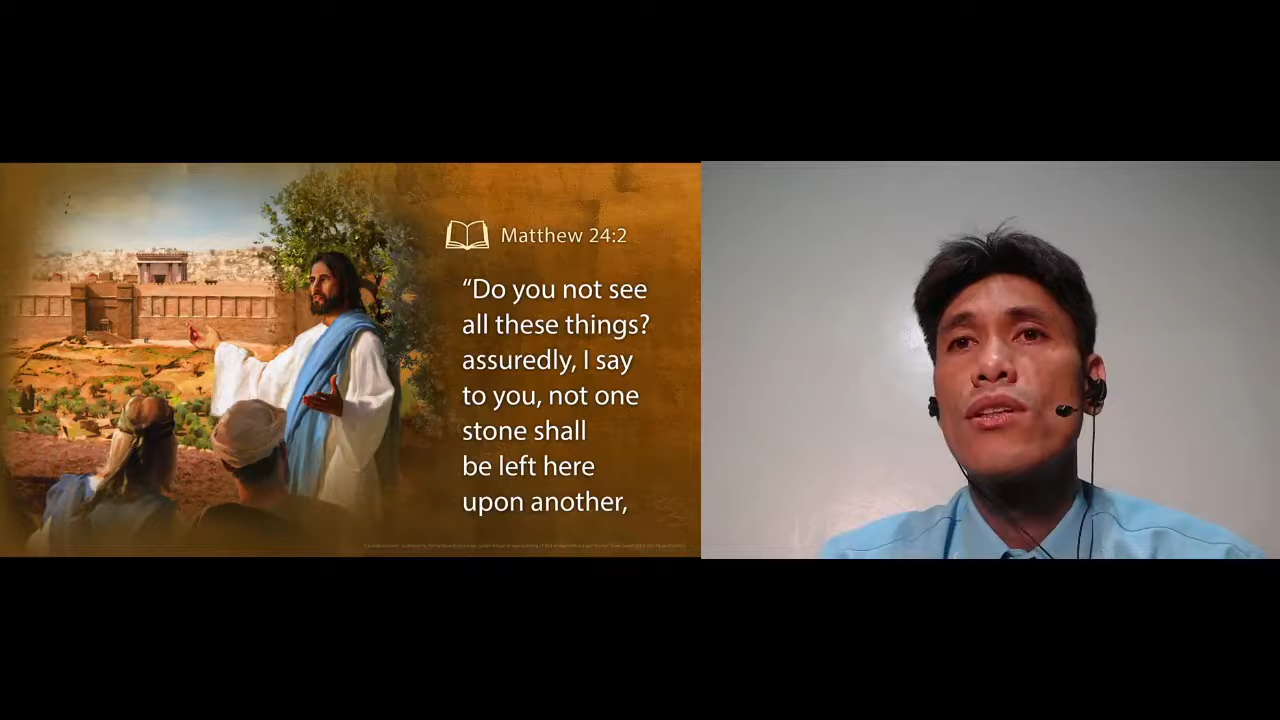 Matthew 24:2
“Do you not see
all these things?
assuredly, I say
to you, not one
stone shall
be left here
upon another,